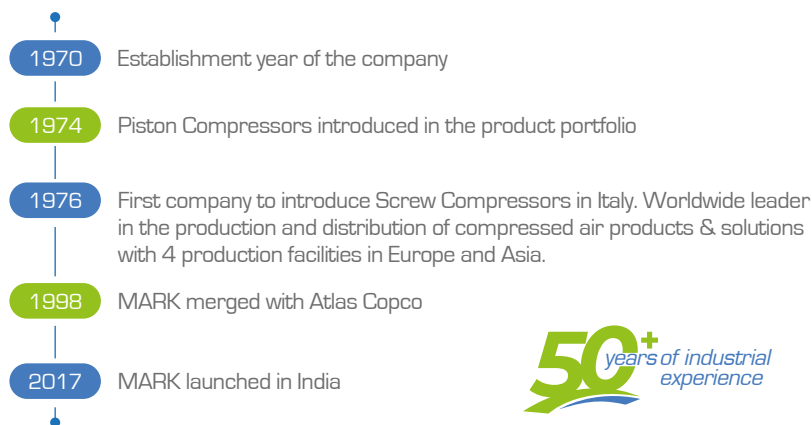 1970 Establishment year of the company
1974 Piston Compressors introduced in the product portfolio
1976 First company to introduce Screw Compressors in Italy. Worldwide leader
in the production and distribution of compressed air products & solutions
with 4 production facilities in Europe and Asia.
1998 MARK merged with Atlas Copco
2017 MARK launched in India
50+ years of industrial
experience